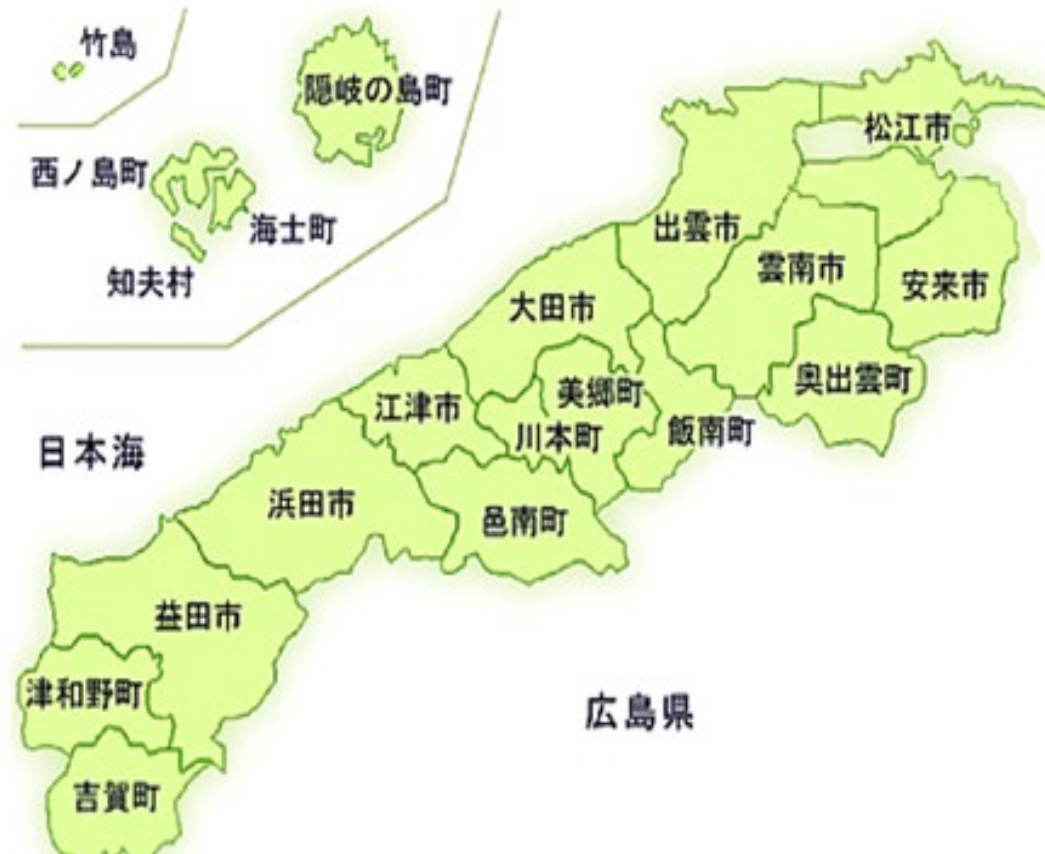 竹島
隠岐の島町
西ノ島町
海士町
知夫村
松江市
出雲市
雲南市
安来市
大田市
奥出雲町
美郷町
江津市
川本町
飯南町
日本海
浜田市
邑南町
益田市
津和野町
広島県
吉賀町